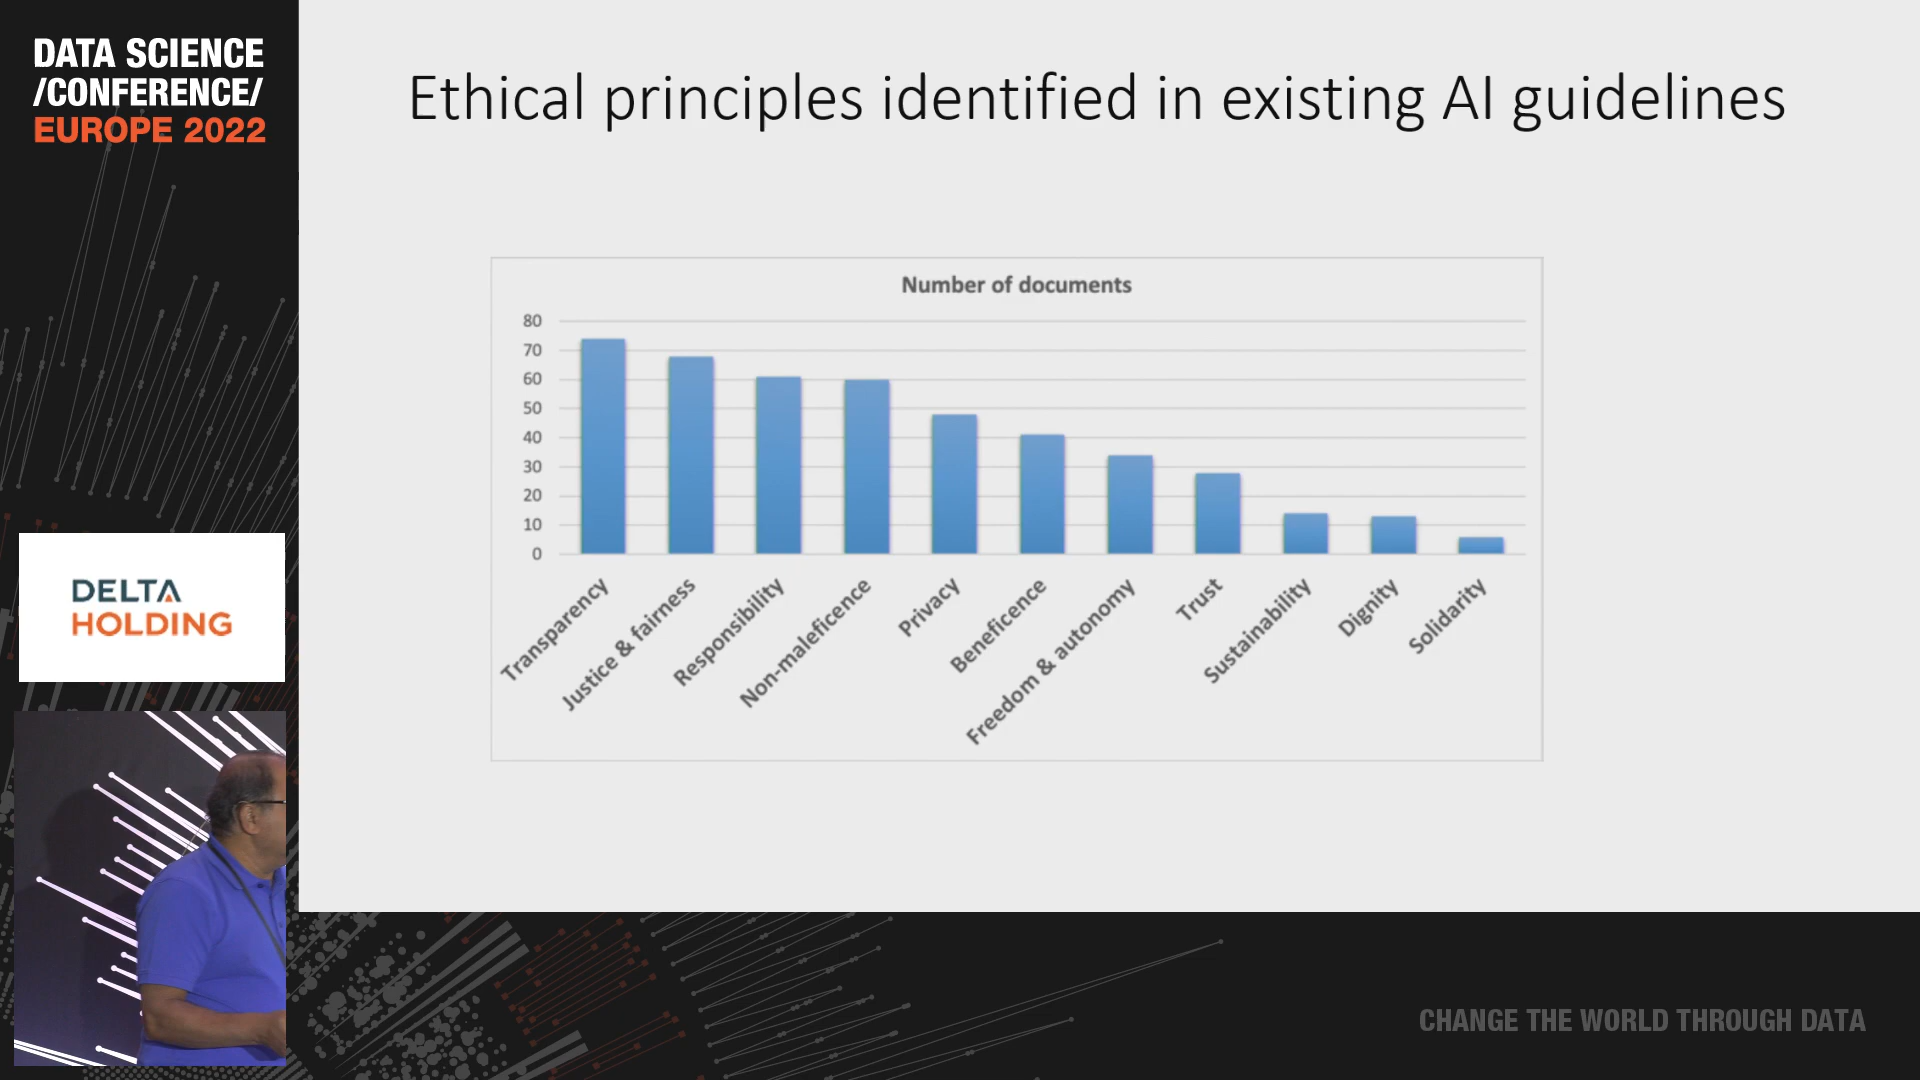 DATA SCIENCE
/CONFERENCE/
EUROPE 2022
Ethical principles identified in existing AI guidelines
Number of documents
80
70
60
50
40
30
20
10
0
Transparency
Justice & fairness
Responsibility
Non-maleficence
Privacy
Beneficence
Freedom & autonomy
Trust
Sustainability
Dignity
Solidarity
DELTA
HOLDING
CHANGE THE WORLD THROUGH DATA